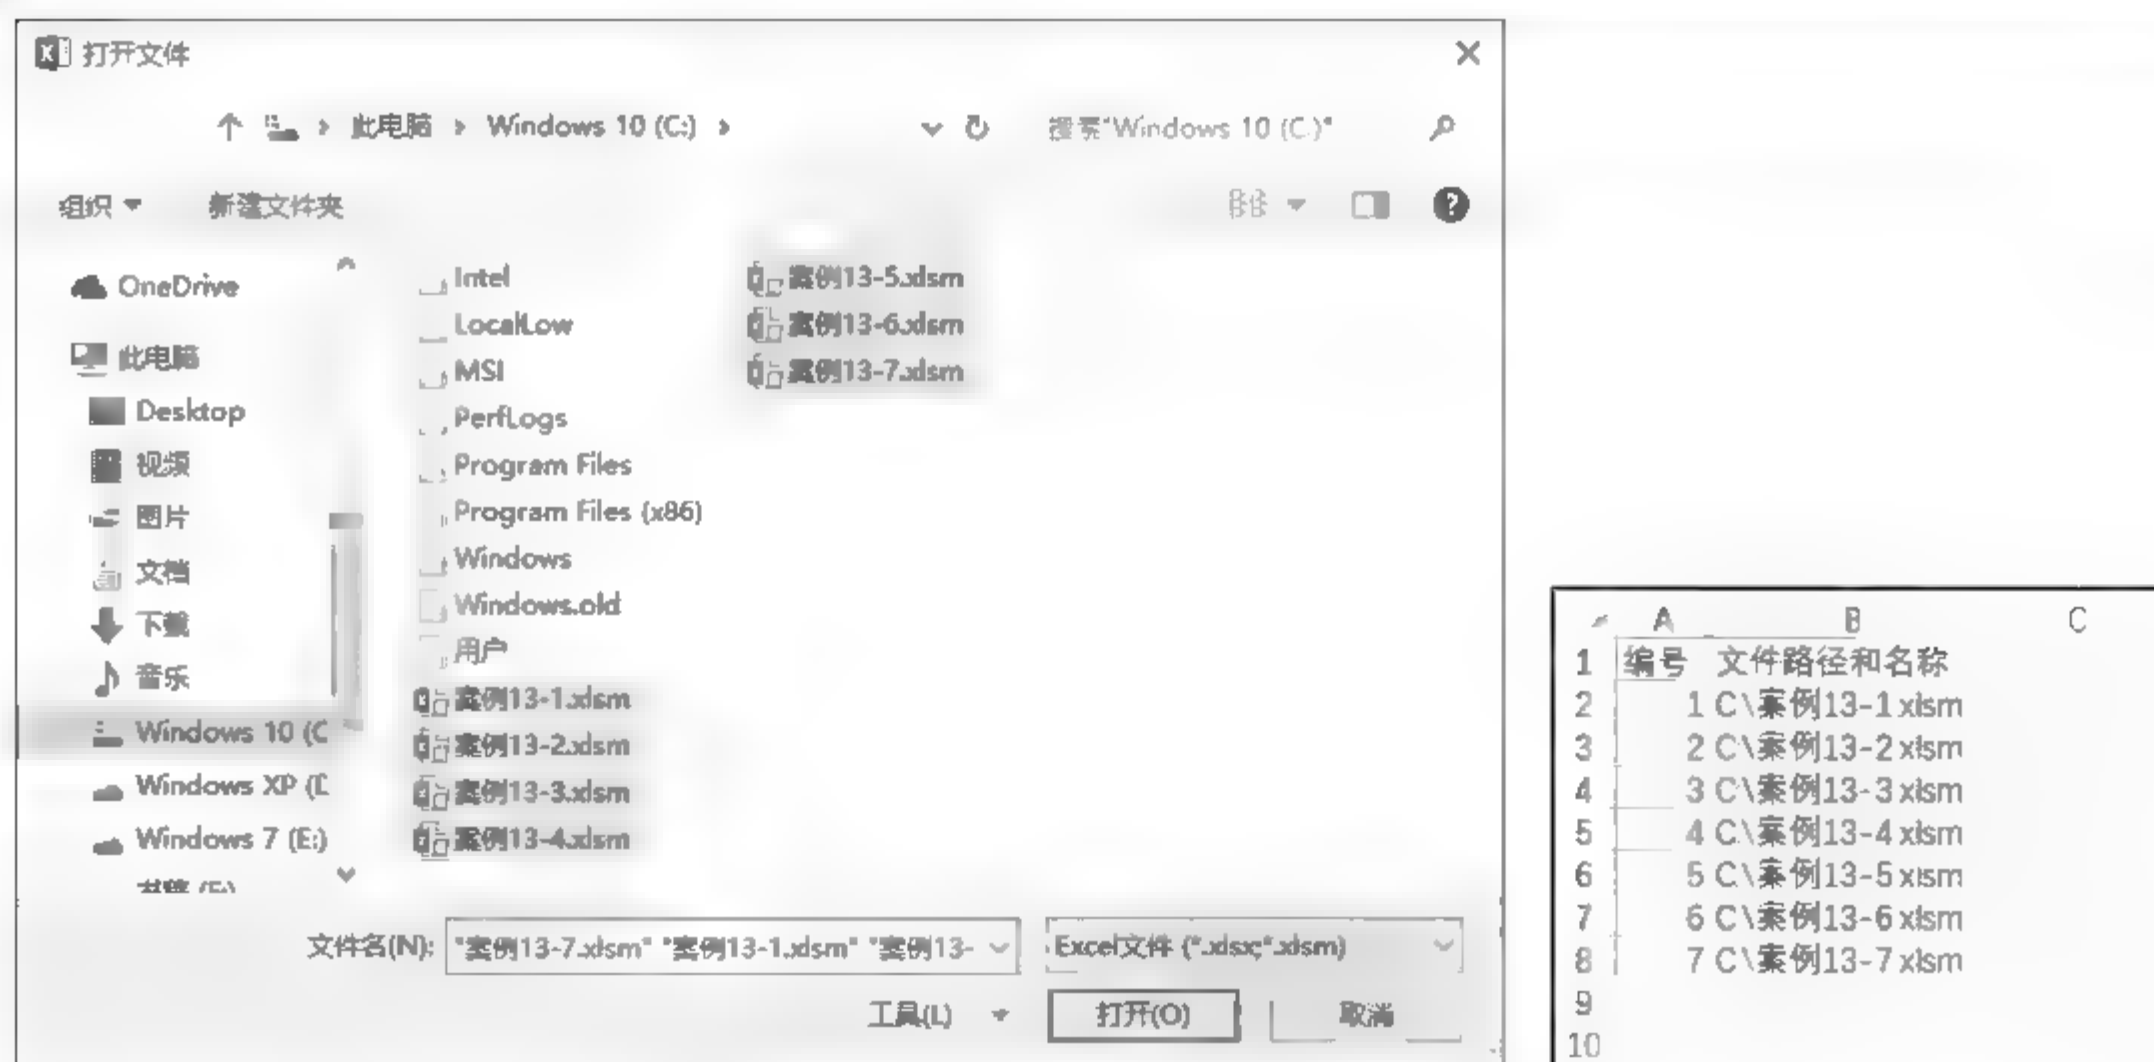 打开文件
此电脑 > Windows 10 (C:) >
搜索"Windows 10 (C:)"
组织
新建文件夹
OneDrive
此电脑
Desktop
视频
图片
文档
下载
音乐
Windows 10 (C
Windows XP (D
Windows 7 (E:)
Intel
LocalLow
MSI
PerfLogs
Program Files
Program Files (x86)
Windows
Windows.old
用户
案例13-1.xlsm
案例13-2.xlsm
案例13-3.xlsm
案例13-4.xlsm
案例13-5.xlsm
案例13-6.xlsm
案例13-7.xlsm
文件名(N):
"案例13-7.xlsm" "案例13-1.xlsm" "案例13-
Excel文件 (*.xlsx;*.xlsm)
工具(L)
打开(O)
取消
A B C
1 编号 文件路径和名称
2 1 C\案例13-1 xlsm
3 2 C\案例13-2 xlsm
4 3 C\案例13-3 xlsm
5 4 C\案例13-4 xlsm
6 5 C\案例13-5 xlsm
7 6 C\案例13-6 xlsm
8 7 C\案例13-7 xlsm
9
10